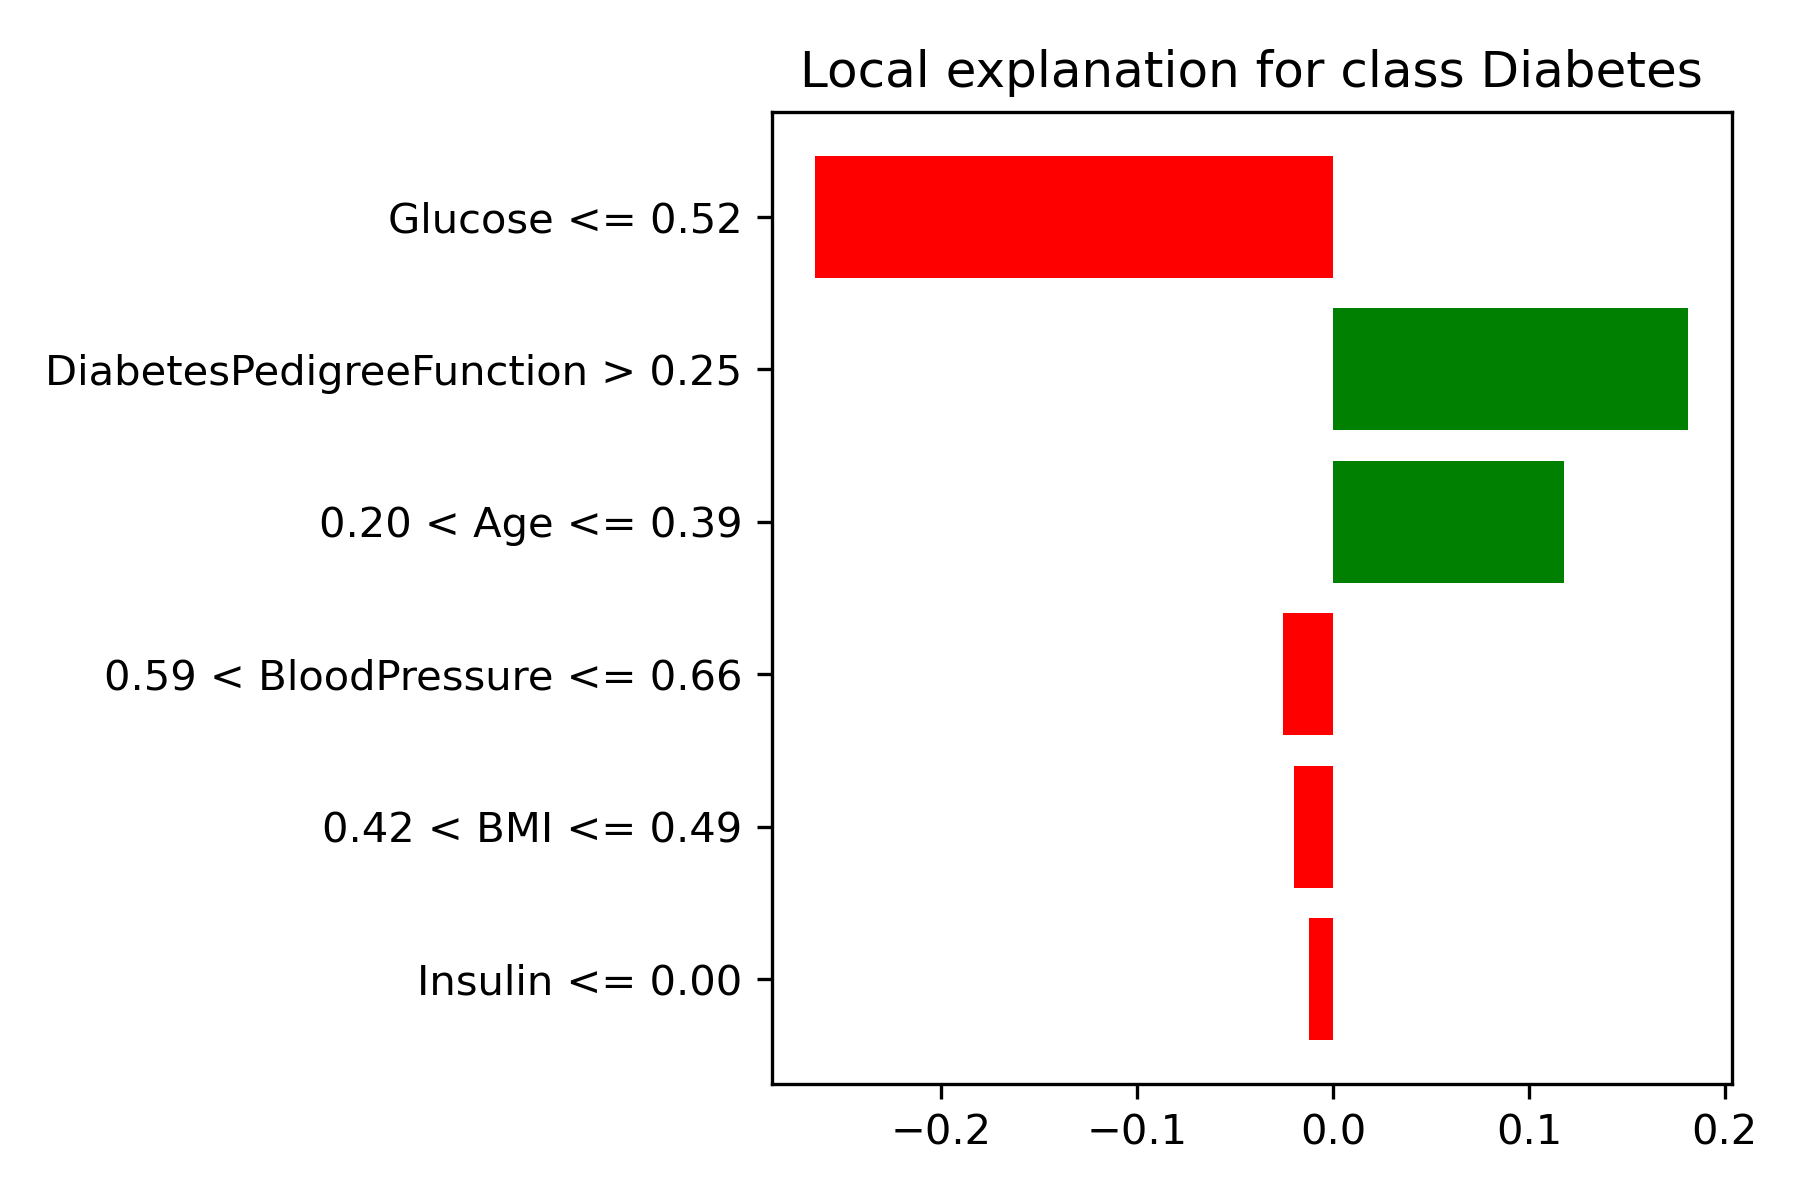 Local explanation for class Diabetes
Glucose <= 0.52
DiabetesPedigreeFunction > 0.25
0.20 < Age <= 0.39
0.59 < BloodPressure <= 0.66
0.42 < BMI <= 0.49
Insulin <= 0.00
−0.2 −0.1 0.0 0.1 0.2